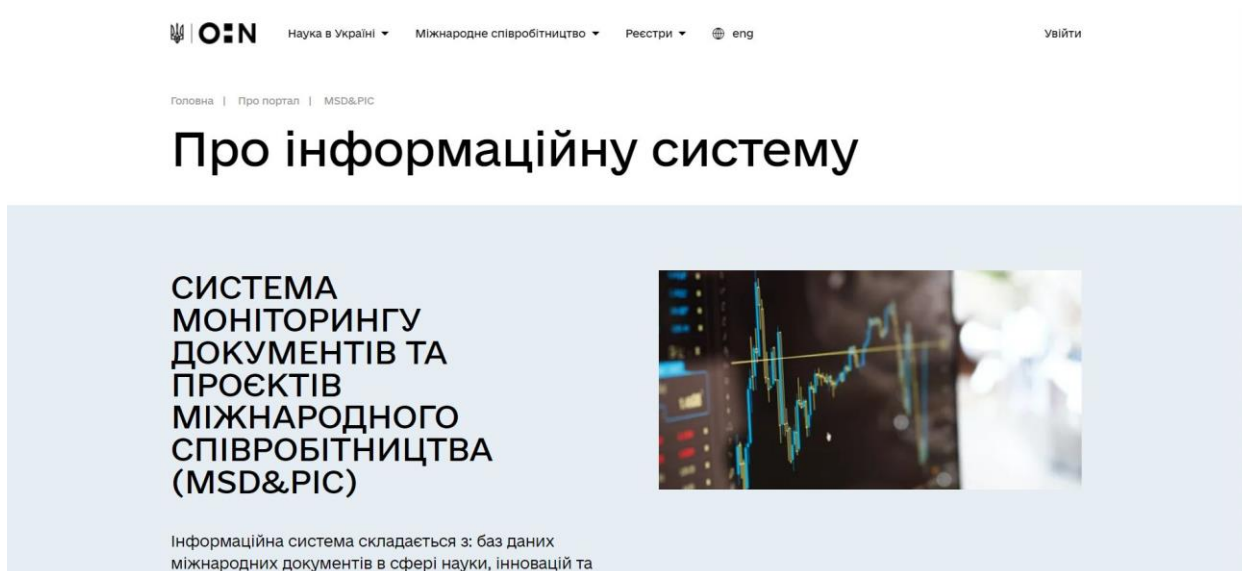 O:N Наука в Україні Міжнародне співробітництво Реєстри eng Увійти
Головна | Про портал | MSD&PIC
Про інформаційну систему
СИСТЕМА
МОНІТОРИНГУ
ДОКУМЕНТІВ ТА
ПРОЄКТІВ
МІЖНАРОДНОГО
СПІВРОБІТНИЦТВА
(MSD&PIC)
Інформаційна система складається з: баз даних
міжнародних документів в сфері науки, інновацій та